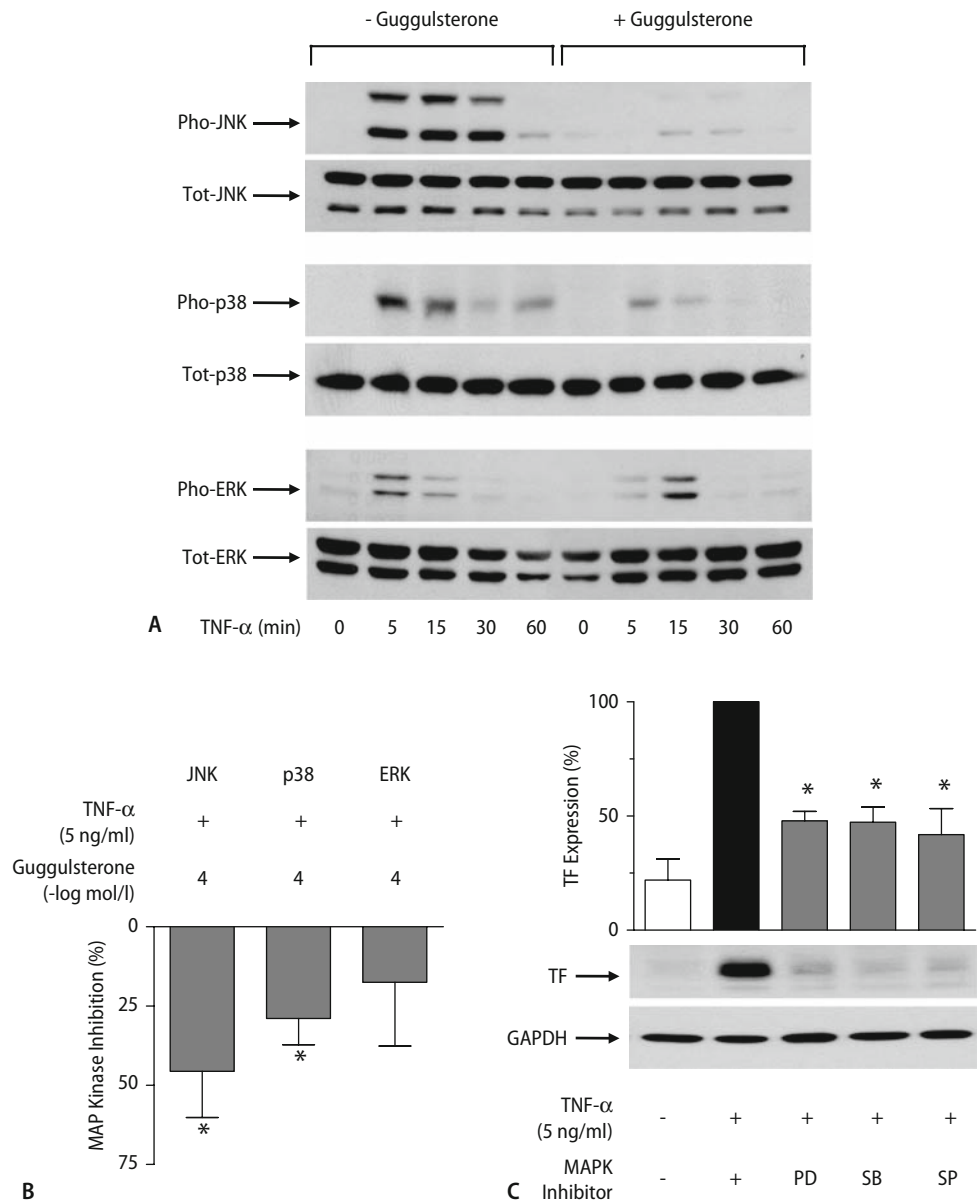 - Guggulsterone + Guggulsterone
Pho-JNK
Tot-JNK
Pho-p38
Tot-p38
Pho-ERK
Tot-ERK
A TNF-α (min) 0 5 15 30 60 0 5 15 30 60
JNK p38 ERK
TNF-α (5 ng/ml) + + +
Guggulsterone (-log mol/l) 4 4 4
MAP Kinase Inhibition (%)
0
25
50
75
* *
B
TF Expression (%)
100
50
0
* * *
TF
GAPDH
TNF-α (5 ng/ml) - + + + +
MAPK Inhibitor - + PD SB SP
C